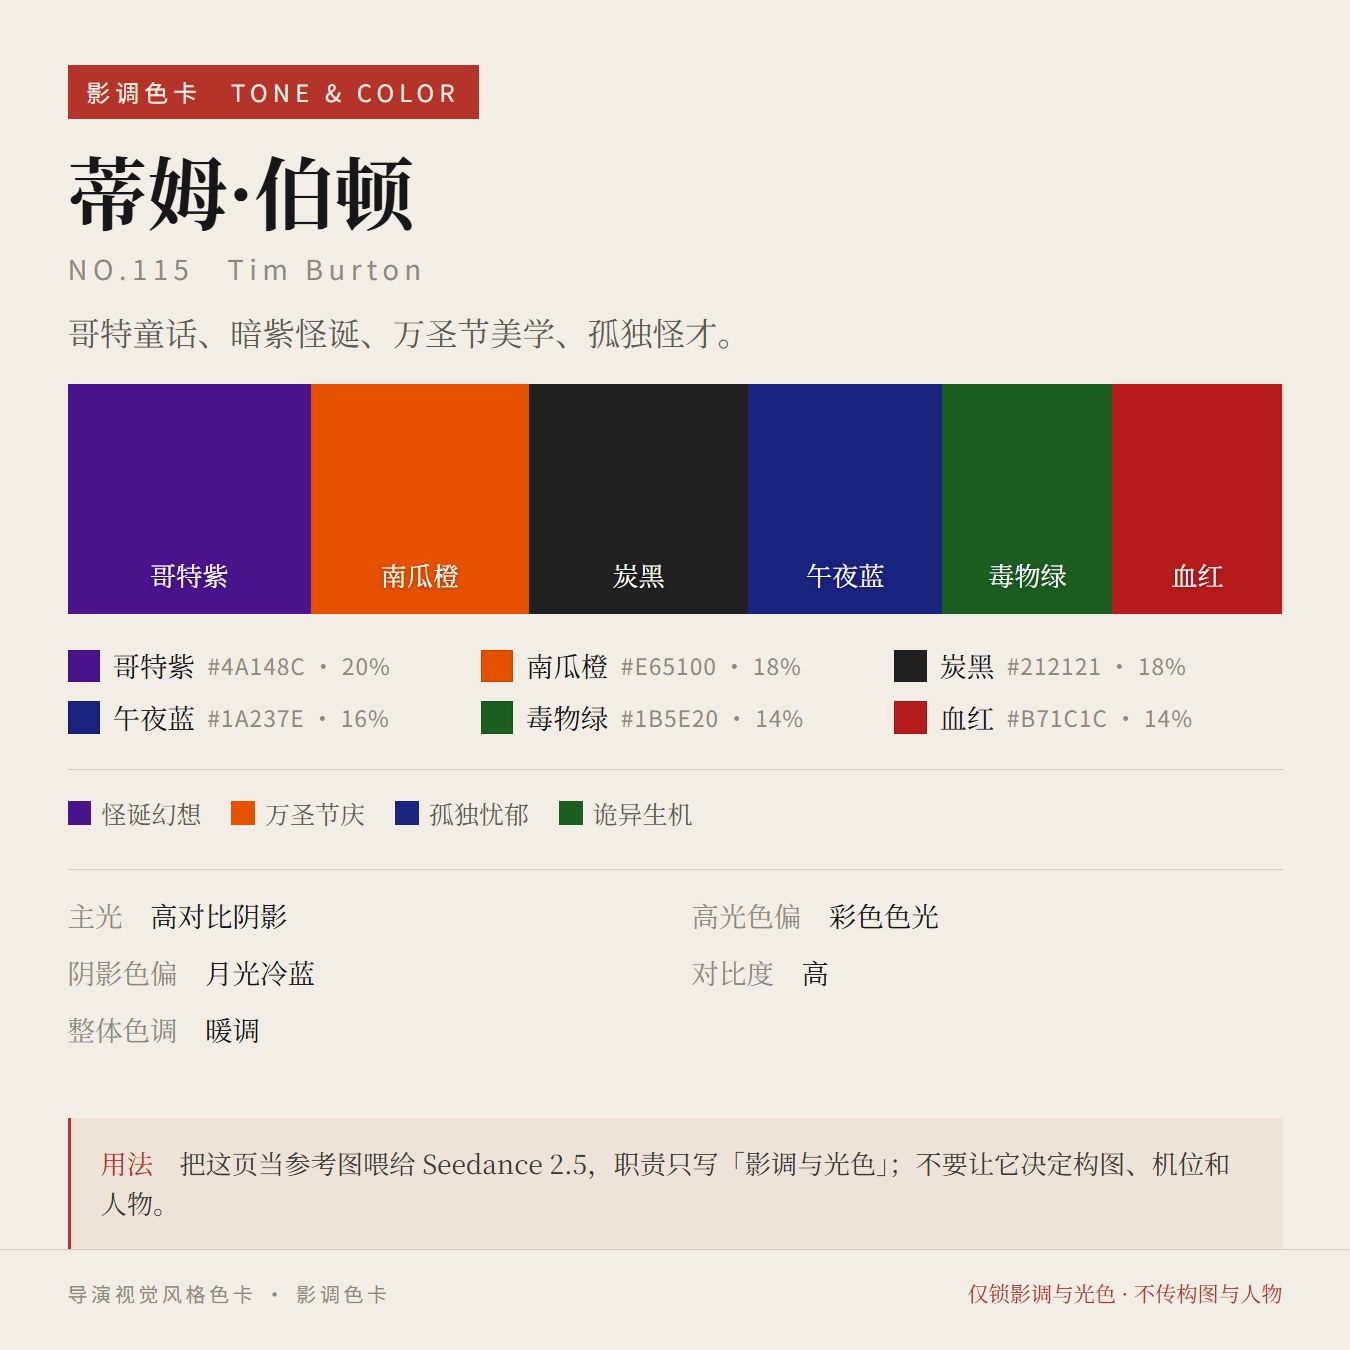 影调色卡 TONE & COLOR
蒂姆·伯顿
NO.115 Tim Burton
哥特童话、暗紫怪诞、万圣节美学、孤独怪才。
哥特紫 南瓜橙 炭黑 午夜蓝 毒物绿 血红
哥特紫 #4A148C · 20% 南瓜橙 #E65100 · 18% 炭黑 #212121 · 18%
午夜蓝 #1A237E · 16% 毒物绿 #1B5E20 · 14% 血红 #B71C1C · 14%
怪诞幻想 万圣节庆 孤独忧郁 诡异生机
主光 高对比阴影 高光色偏 彩色色光
阴影色偏 月光冷蓝 对比度 高
整体色调 暖调
用法 把这页当参考图喂给 Seedance 2.5，职责只写「影调与光色」；不要让它决定构图、机位和
人物。
导演视觉风格色卡 · 影调色卡 仅锁影调与光色 · 不传构图与人物